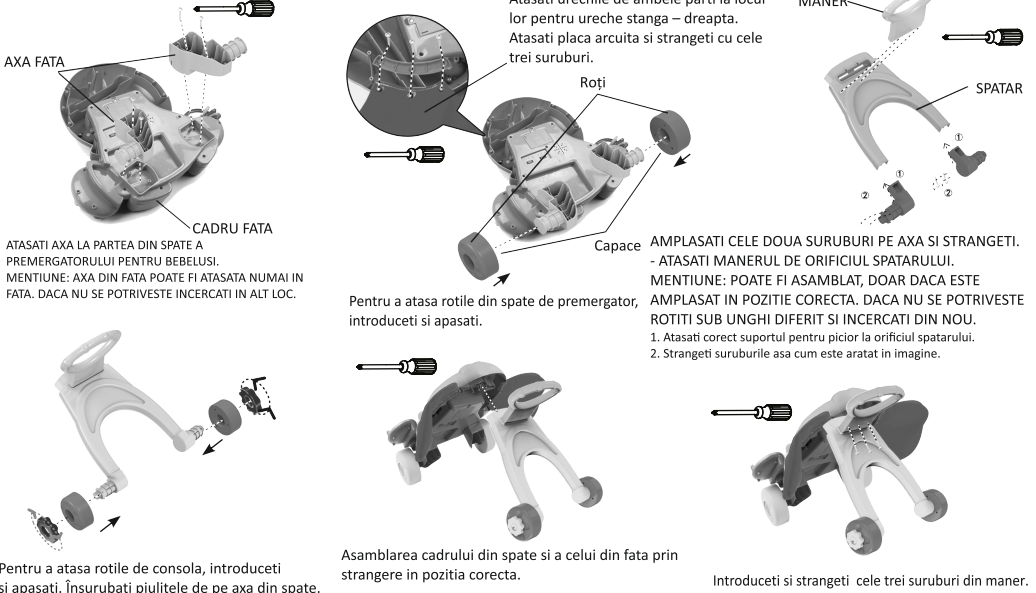 AXA FATA
CADRU FATA
ATASATI AXA LA PARTEA DIN SPATE A
PREMERGATORULUI PENTRU BEBELUSI.
MENTIUNE: AXA DIN FATA POATE FI ATASATA NUMAI IN
FATA. DACA NU SE POTRIVESTE INCERCATI IN ALT LOC.
Atasati urechile de ambele parti la locul
lor pentru ureche stanga – dreapta.
Atasati placa arcuita si strangeti cu cele
trei suruburi.
Roți
Capace
Pentru a atasa rotile din spate de premergator,
introduceti si apasati.
MANER
SPATAR
①
①
②
②
AMPLASATI CELE DOUA SURUBURI PE AXA SI STRANGETI.
- ATASATI MANERUL DE ORIFICIUL SPATARULUI.
MENTIUNE: POATE FI ASAMBLAT, DOAR DACA ESTE
AMPLASAT IN POZITIE CORECTA. DACA NU SE POTRIVESTE
ROTITI SUB UNGHI DIFERIT SI INCERCATI DIN NOU.
1. Atasati corect suportul pentru picior la orificiul spatarului.
2. Strangeti suruburile asa cum este aratat in imagine.
Pentru a atasa rotile de consola, introduceti
si apasati. Însurubati piulitele de pe axa din spate.
Asamblarea cadrului din spate si a celui din fata prin
strangere in pozitia corecta.
Introduceti si strangeti cele trei suruburi din maner.